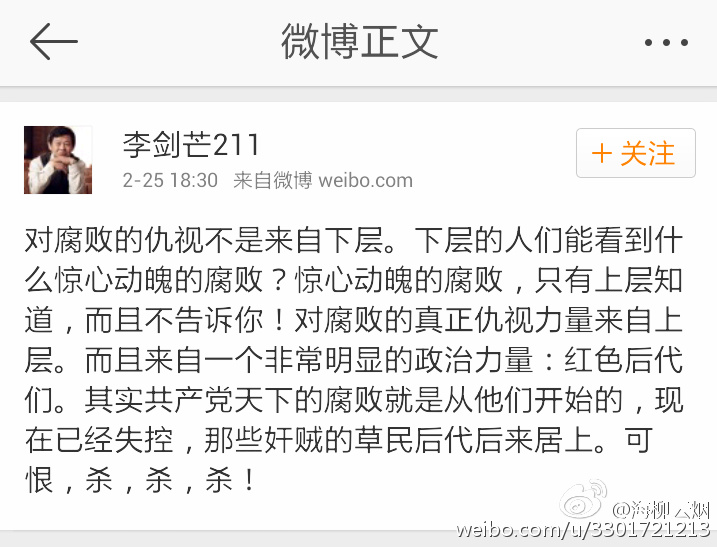 微博正文
李剑芒211
+ 关注
2-25 18:30 来自微博 weibo.com
对腐败的仇视不是来自下层。下层的人们能看到什
么惊心动魄的腐败？惊心动魄的腐败，只有上层知
道，而且不告诉你！对腐败的真正仇视力量来自上
层。而且来自一个非常明显的政治力量：红色后代
们。其实共产党天下的腐败就是从他们开始的，现
在已经失控，那些奸贼的草民后代后来居上。可
恨，杀，杀，杀！
@海柳云烟
weibo.com/u/3301721213